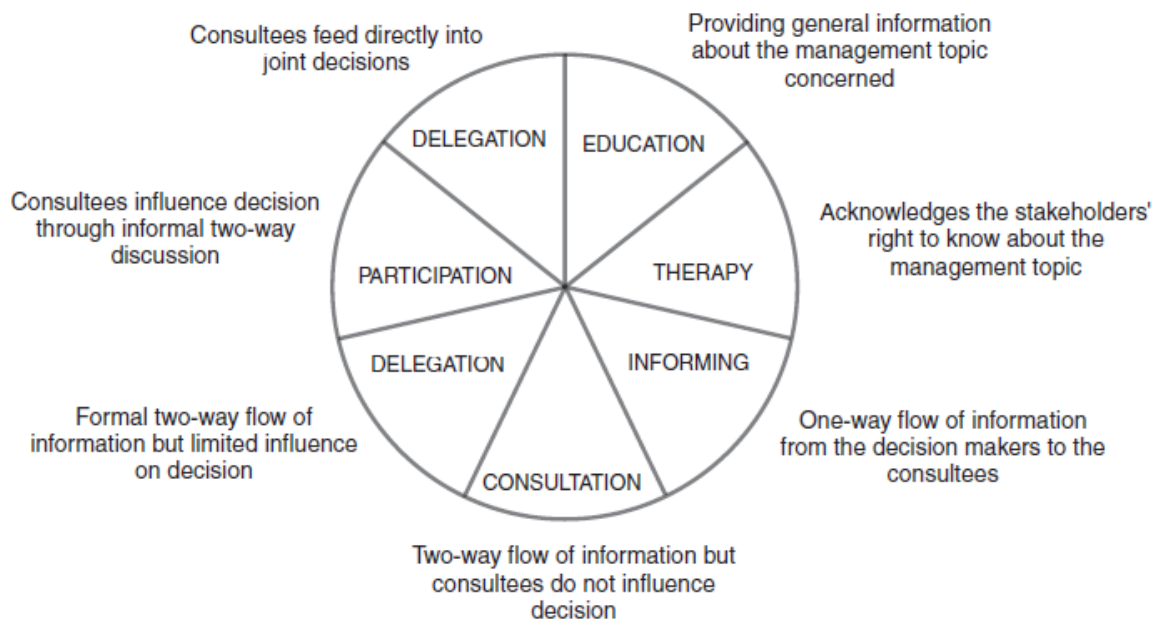 Consultees feed directly into
joint decisions
Providing general information
about the management topic
concerned
DELEGATION
EDUCATION
Consultees influence decision
through informal two-way
discussion
Acknowledges the stakeholders'
right to know about the
management topic
PARTICIPATION
THERAPY
DELEGATION
INFORMING
Formal two-way flow of
information but limited influence
on decision
One-way flow of information
from the decision makers to the
consultees
CONSULTATION
Two-way flow of information but
consultees do not influence
decision